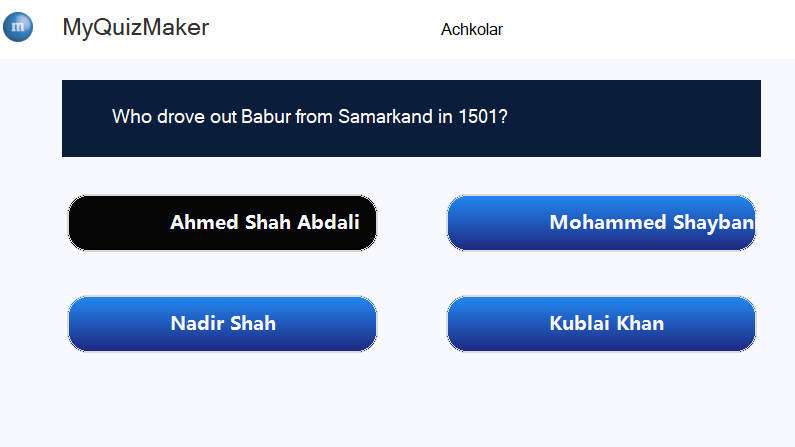 m
MyQuizMaker
Achkolar
Who drove out Babur from Samarkand in 1501?
Ahmed Shah Abdali
Mohammed Shayban
Nadir Shah
Kublai Khan